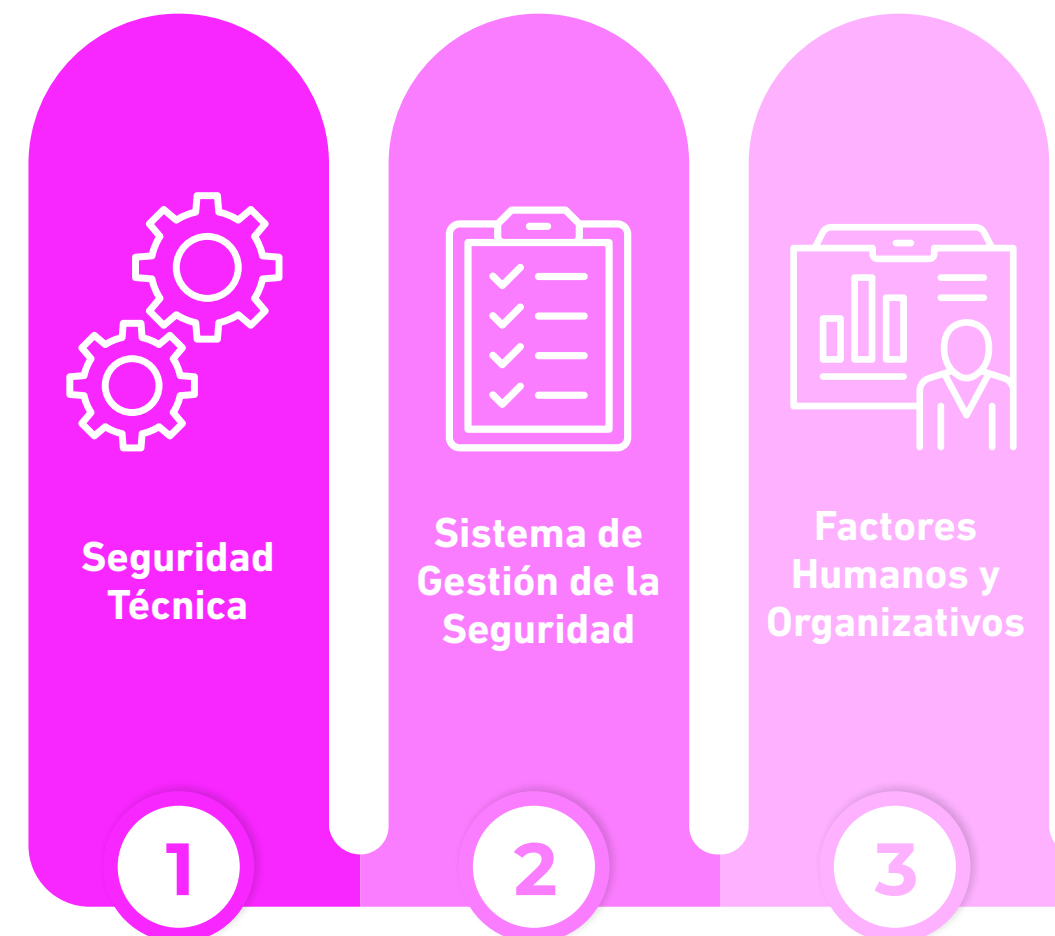 Seguridad
Técnica
1
Sistema de
Gestión de la
Seguridad
2
Factores
Humanos y
Organizativos
3